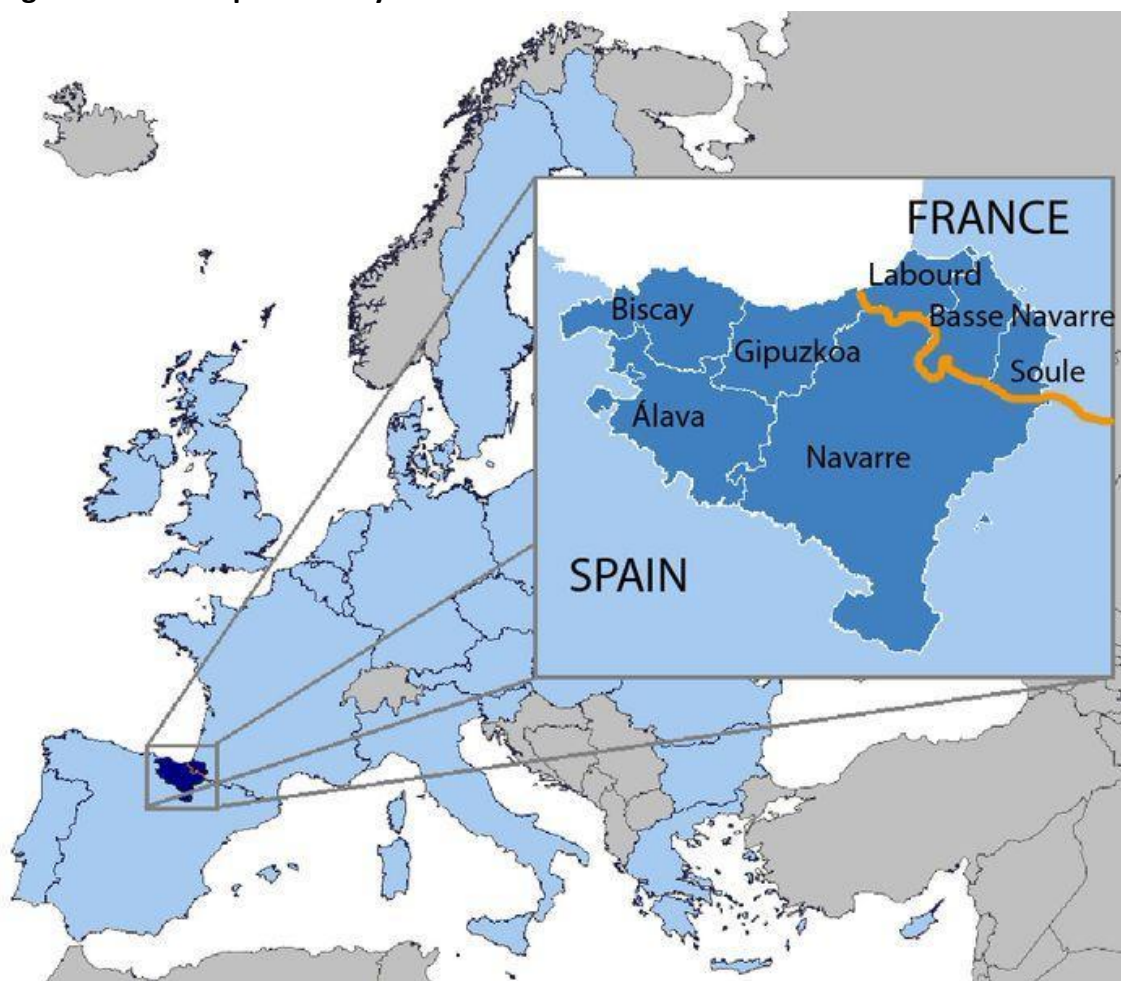 FRANCE
Labourd
Biscay
Basse Navarre
Gipuzkoa
Soule
Álava
Navarre
SPAIN